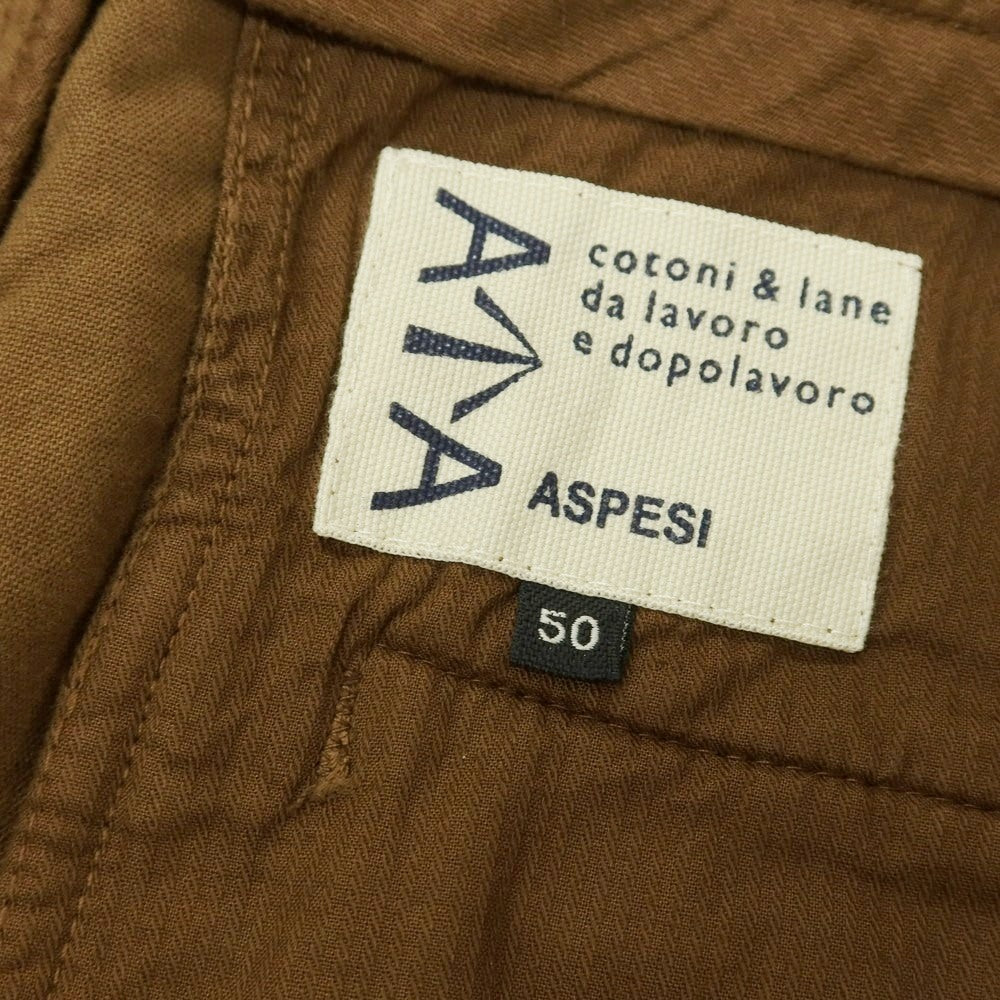 cotoni & lane
da lavoro
e dopolavoro
ASPESI
50